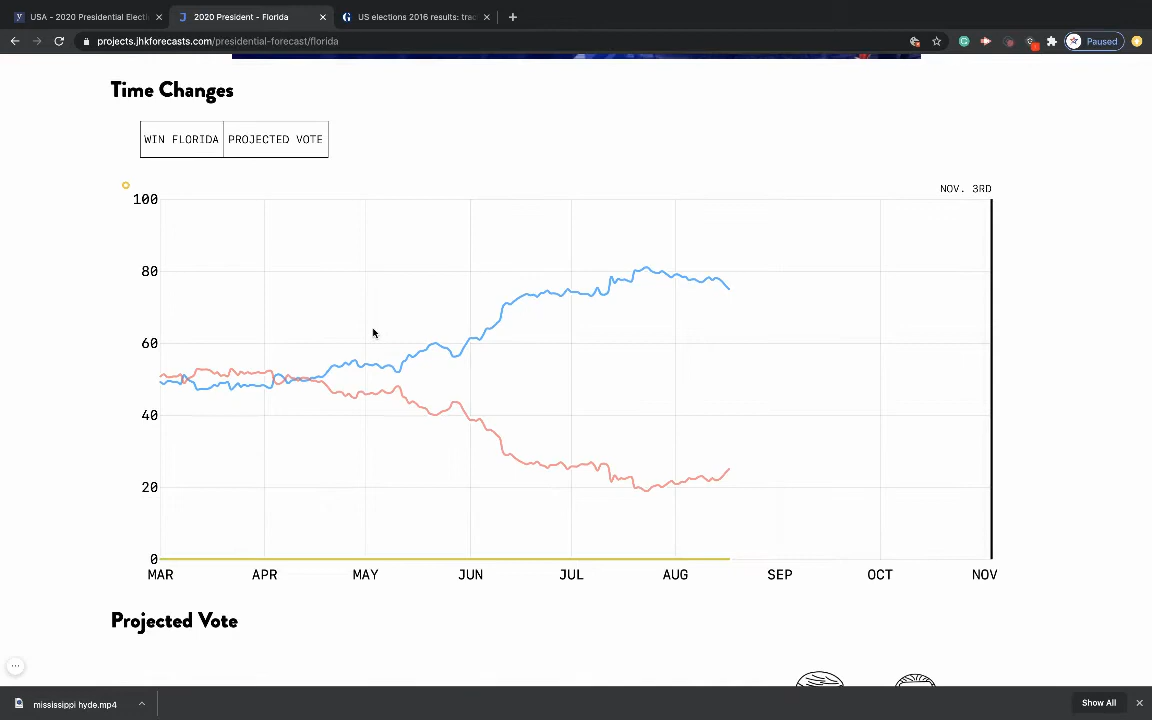 USA - 2020 Presidential Electi
2020 President - Florida
US elections 2016 results: trac
projects.jhkforecasts.com/presidential-forecast/florida
Paused
Time Changes
WIN FLORIDA PROJECTED VOTE
NOV. 3RD
100
80
60
40
20
0
MAR APR MAY JUN JUL AUG SEP OCT NOV
Projected Vote
mississippi hyde.mp4
Show All